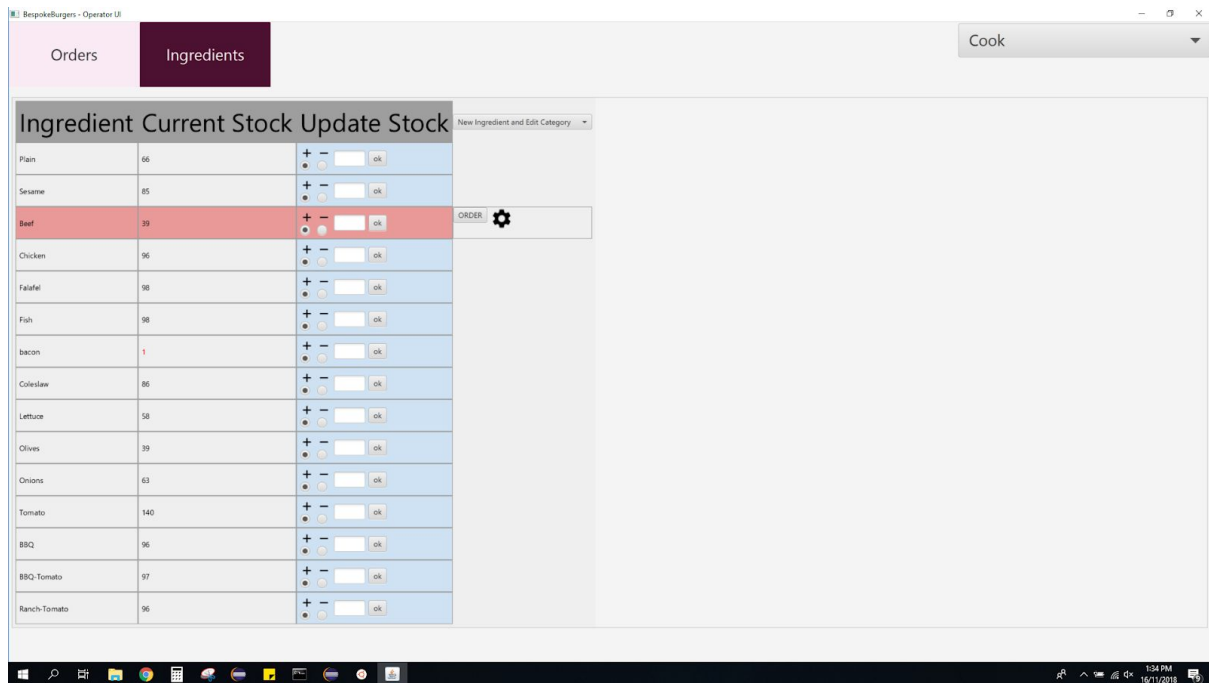 BespokeBurgers - Operator UI
Orders Ingredients Cook
Ingredient Current Stock Update Stock New Ingredient and Edit Category
Plain 66 + − ok
Sesame 85 + − ok
Beef 39 + − ok ORDER
Chicken 96 + − ok
Falafel 98 + − ok
Fish 98 + − ok
bacon 1 + − ok
Coleslaw 86 + − ok
Lettuce 58 + − ok
Olives 39 + − ok
Onions 63 + − ok
Tomato 140 + − ok
BBQ 96 + − ok
BBQ-Tomato 97 + − ok
Ranch-Tomato 96 + − ok
1:34 PM
16/11/2018